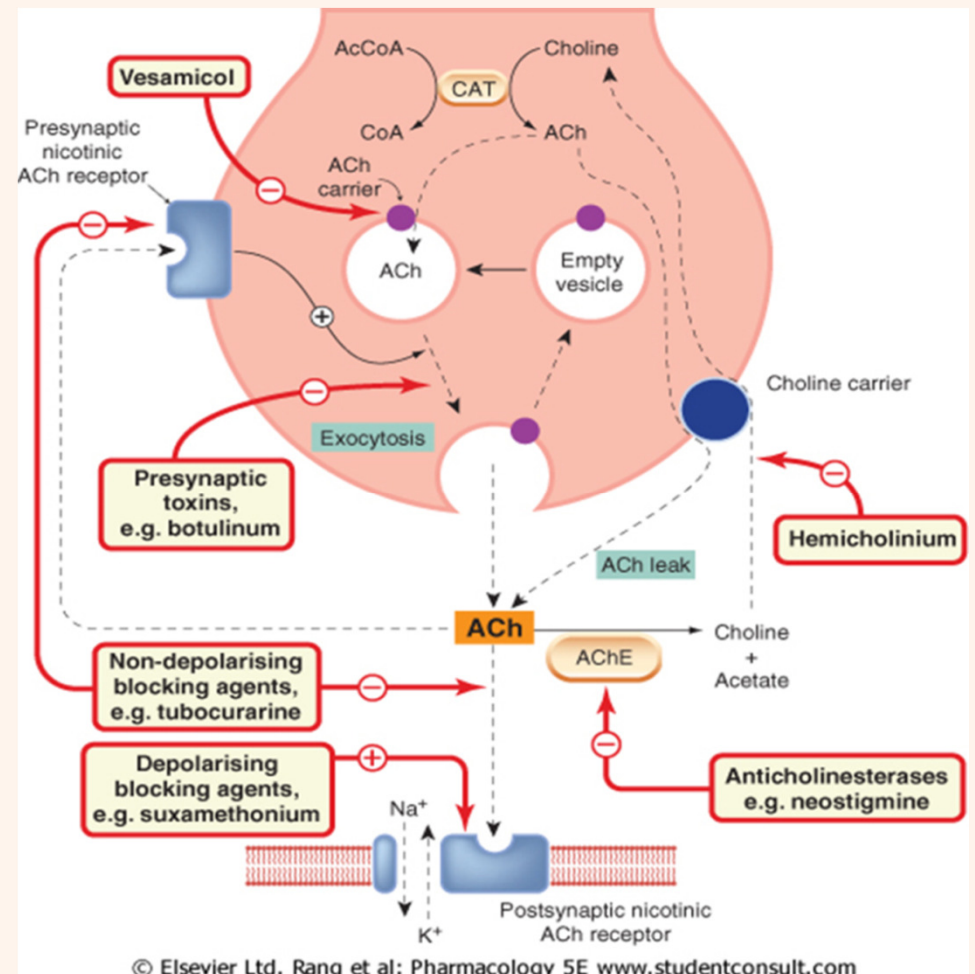 AcCoA
Choline
Vesamicol
CAT
Presynaptic
nicotinic
ACh receptor
CoA
ACh
ACh
carrier
−
−
ACh
Empty
vesicle
+
Choline carrier
−
Exocytosis
Presynaptic
toxins,
e.g. botulinum
−
Hemicholinium
ACh leak
ACh
Choline
+
Acetate
AChE
Non-depolarising
blocking agents,
e.g. tubocurarine
−
Depolarising
blocking agents,
e.g. suxamethonium
+
−
Anticholinesterases
e.g. neostigmine
Na⁺
K⁺
Postsynaptic nicotinic
ACh receptor
© Elsevier Ltd. Rang et al: Pharmacology 5E www.studentconsult.com